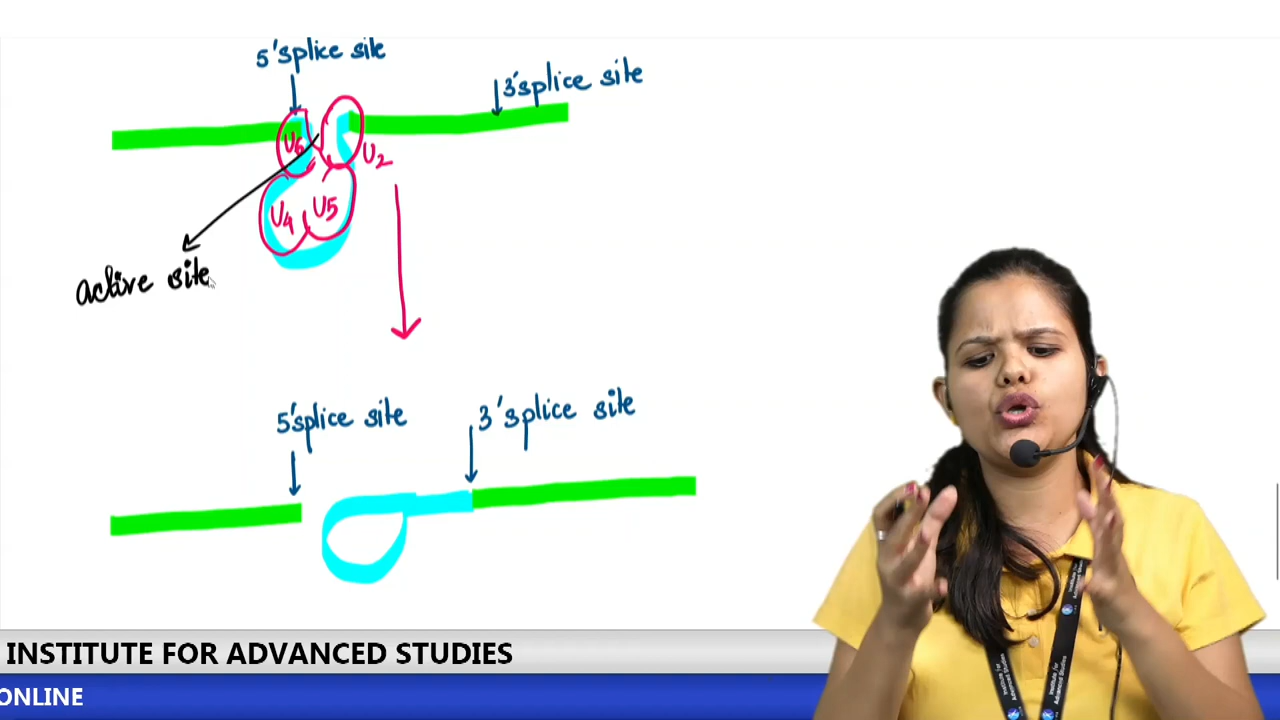 5' splice site
3' splice site
U6
U2
U4 U5
active site
5' splice site
3' splice site
INSTITUTE FOR ADVANCED STUDIES
ONLINE